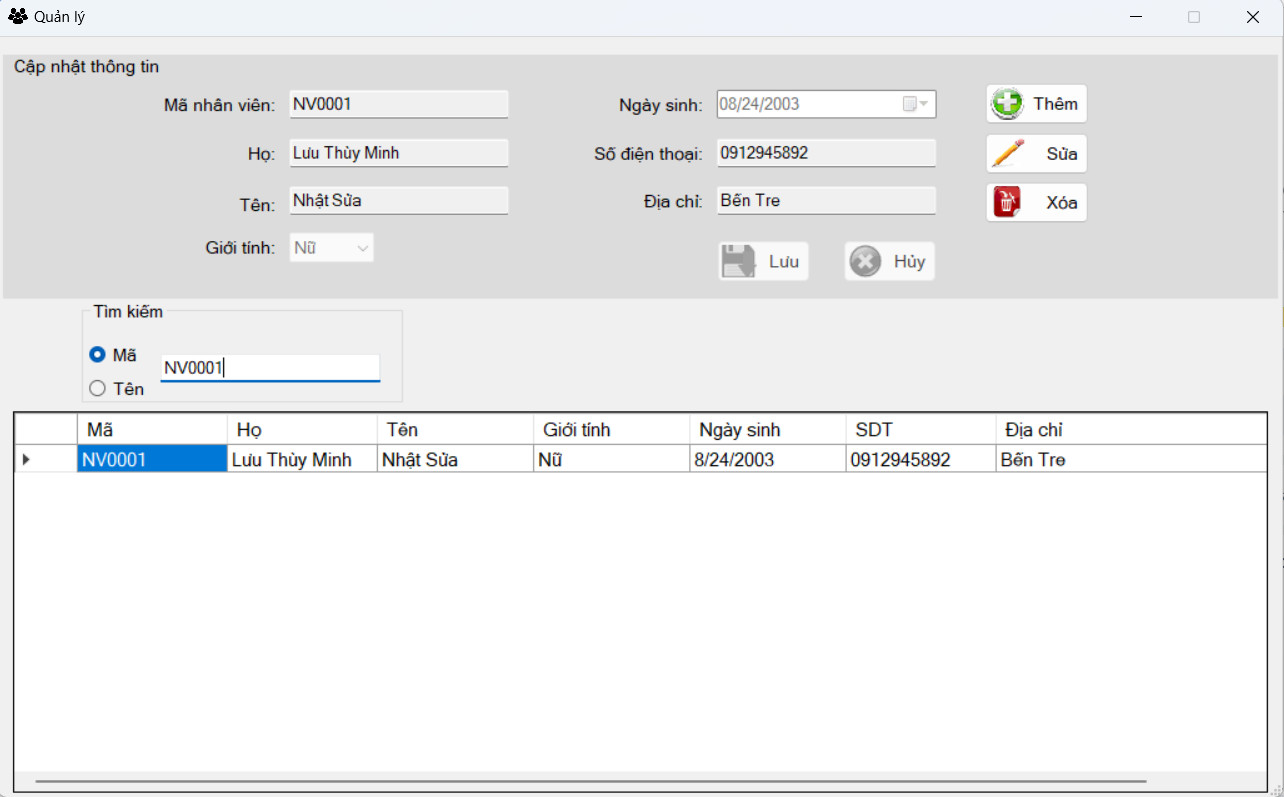 Quản lý
Cập nhật thông tin
Mã nhân viên: NV0001 Ngày sinh: 08/24/2003 Thêm
Họ: Lưu Thùy Minh Số điện thoại: 0912945892 Sửa
Tên: Nhật Sửa Địa chỉ: Bến Tre Xóa
Giới tính: Nữ Lưu Hủy
Tìm kiếm
Mã NV0001
Tên
Mã Họ Tên Giới tính Ngày sinh SDT Địa chỉ
NV0001 Lưu Thùy Minh Nhật Sửa Nữ 8/24/2003 0912945892 Bến Tre